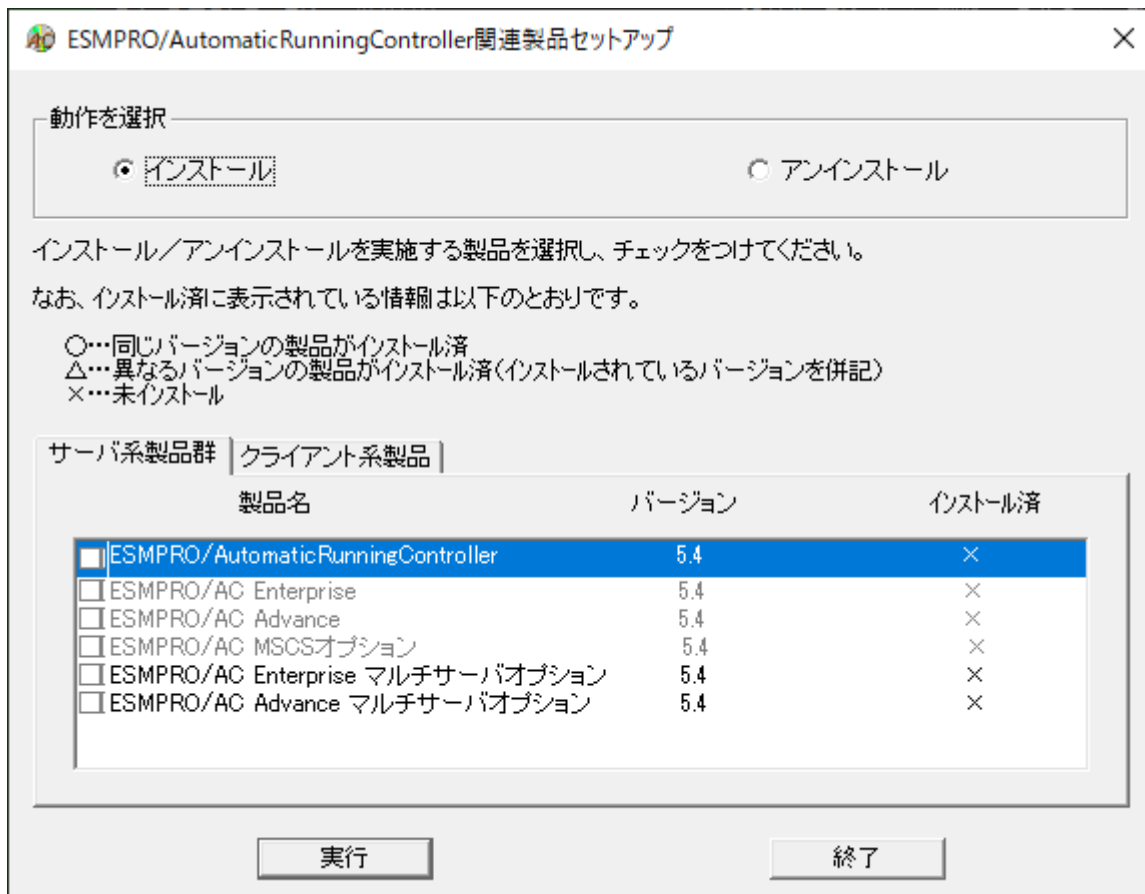 ESMPRO/AutomaticRunningController関連製品セットアップ
動作を選択
インストール
アンインストール
インストール／アンインストールを実施する製品を選択し、チェックをつけてください。
なお、インストール済に表示されている情報は以下のとおりです。
○…同じバージョンの製品がインストール済
△…異なるバージョンの製品がインストール済(インストールされているバージョンを併記)
×…未インストール
サーバ系製品群 クライアント系製品
製品名 バージョン インストール済
ESMPRO/AutomaticRunningController 5.4 ×
ESMPRO/AC Enterprise 5.4 ×
ESMPRO/AC Advance 5.4 ×
ESMPRO/AC MSCSオプション 5.4 ×
ESMPRO/AC Enterprise マルチサーバオプション 5.4 ×
ESMPRO/AC Advance マルチサーバオプション 5.4 ×
実行 終了